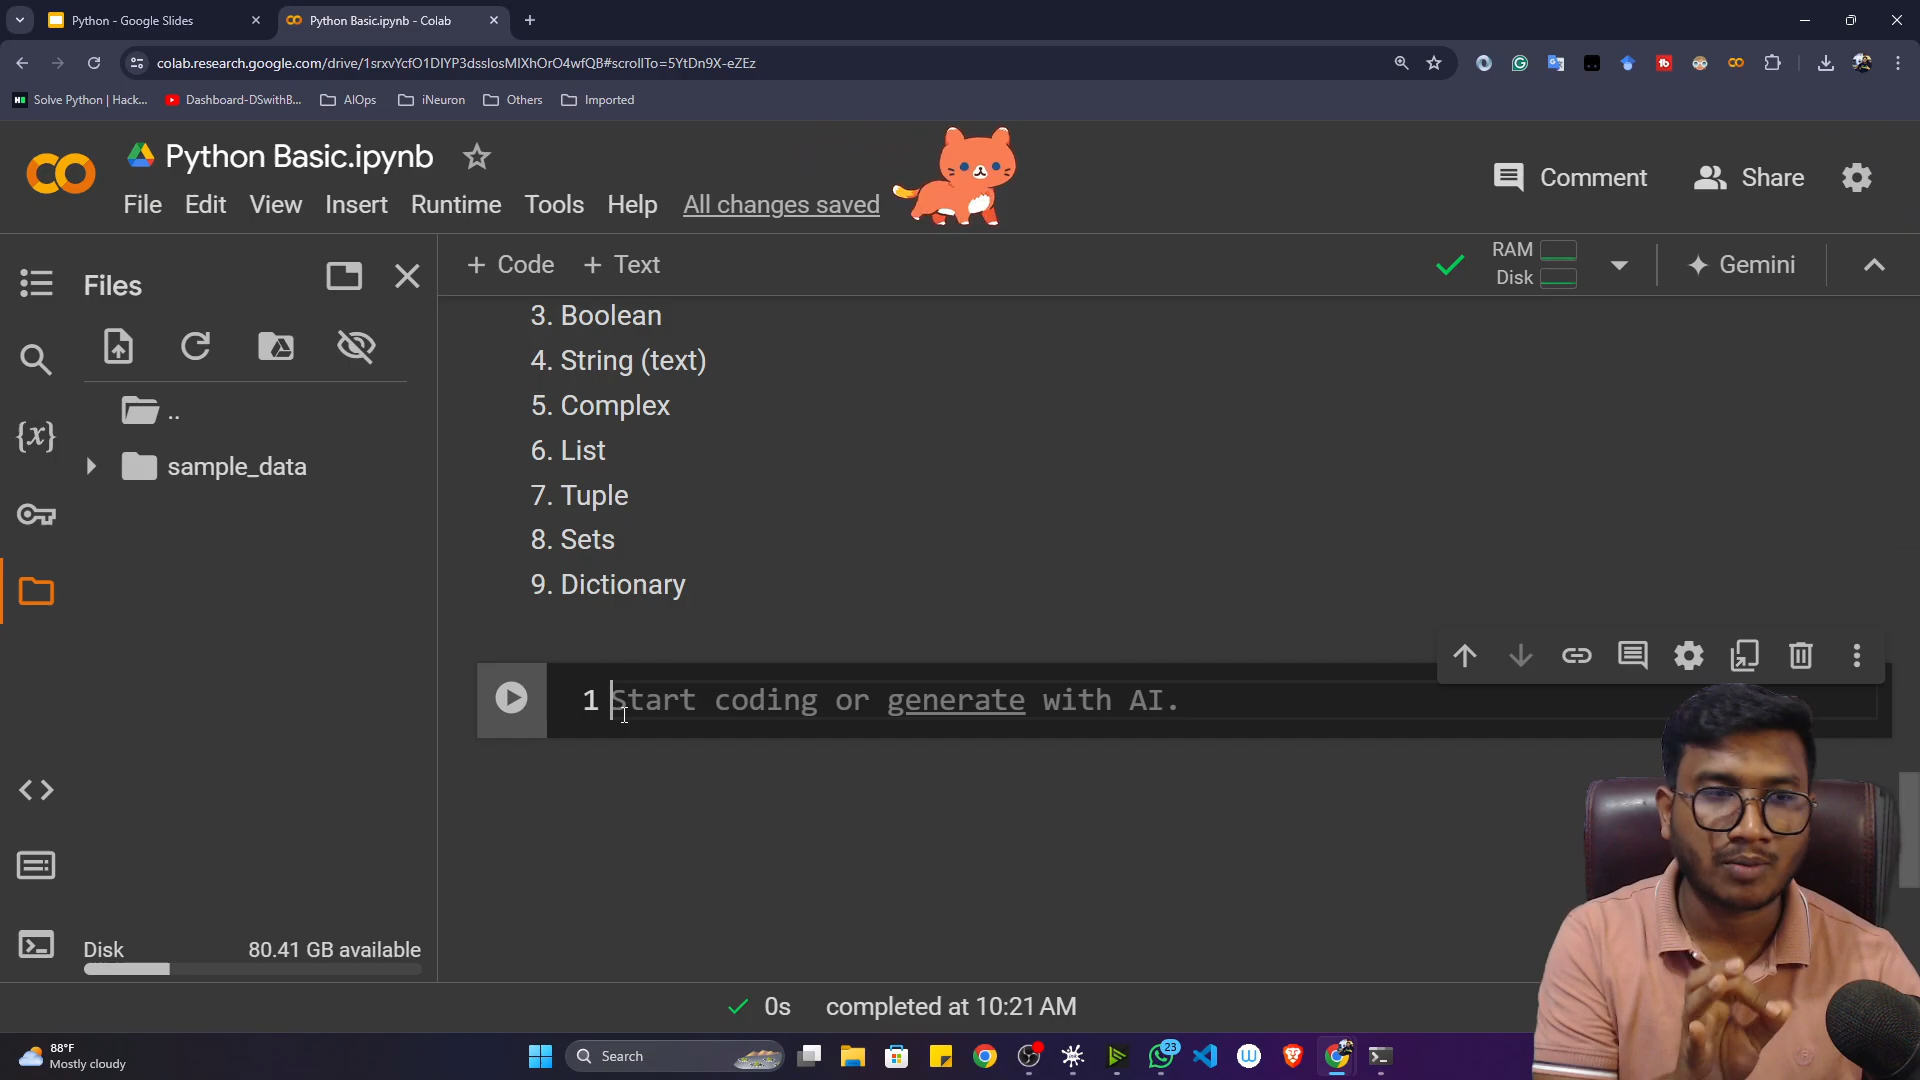 Python - Google Slides
Python Basic.ipynb - Colab
colab.research.google.com/drive/1srxvYcfO1DIYP3dsslosMIXhOrO4wfQB#scrollTo=5YtDn9X-eZEz
Solve Python | Hack...
Dashboard-DSwithB...
AIOps
iNeuron
Others
Imported
Python Basic.ipynb
Comment
Share
File Edit View Insert Runtime Tools Help All changes saved
Files
+ Code + Text
RAM
Disk
Gemini
..
sample_data
3. Boolean
4. String (text)
5. Complex
6. List
7. Tuple
8. Sets
9. Dictionary
{x}
1 Start coding or generate with AI.
Disk 80.41 GB available
0s completed at 10:21 AM
88°F
Mostly cloudy
Search
23